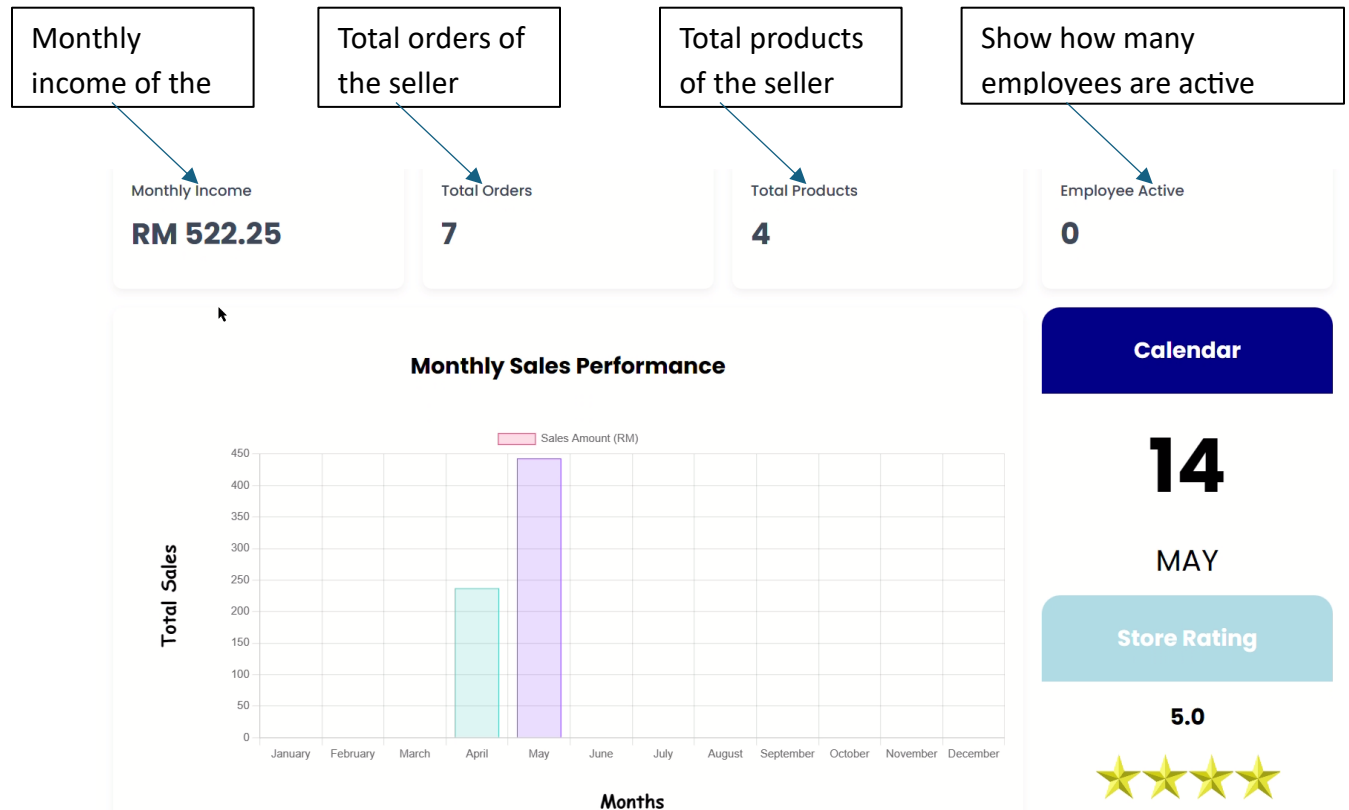 Monthly
income of the
Total orders of
the seller
Total products
of the seller
Show how many
employees are active
Monthly Income
RM 522.25
Total Orders
7
Total Products
4
Employee Active
0
Monthly Sales Performance
Sales Amount (RM)
450
400
350
300
250
200
150
100
50
0
Total Sales
January February March April May June July August September October November December
Months
Calendar
14
MAY
Store Rating
5.0